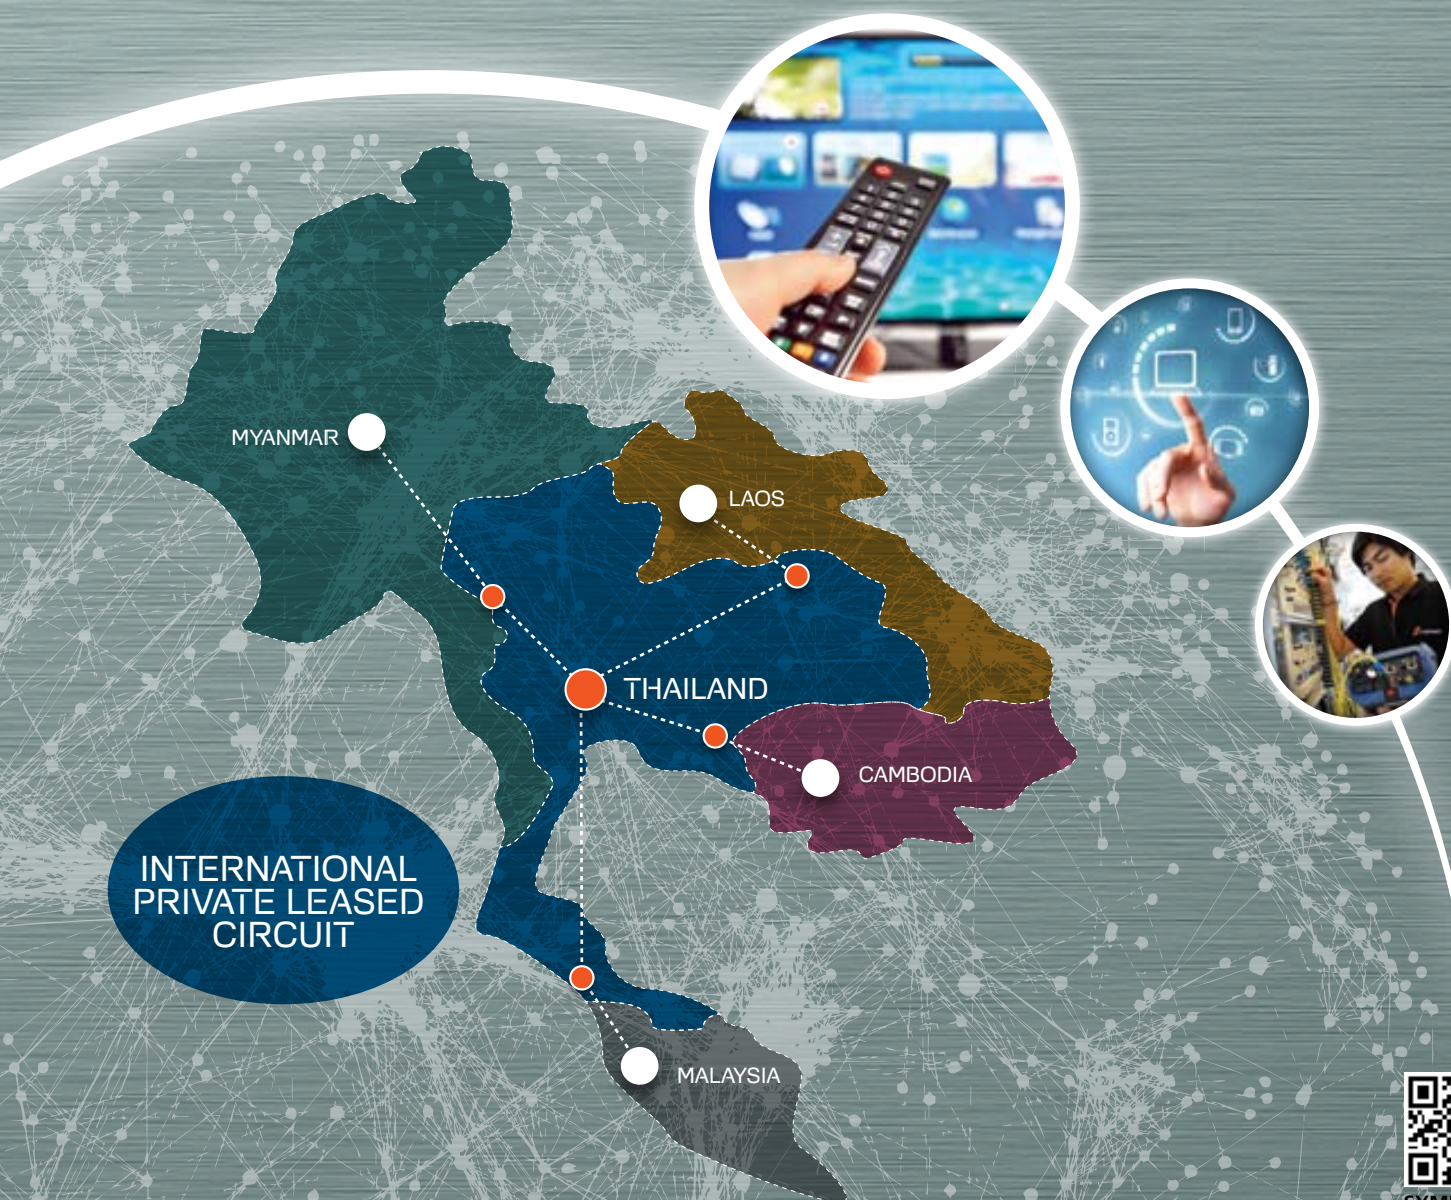 MYANMAR
LAOS
THAILAND
CAMBODIA
INTERNATIONAL
PRIVATE LEASED
CIRCUIT
MALAYSIA